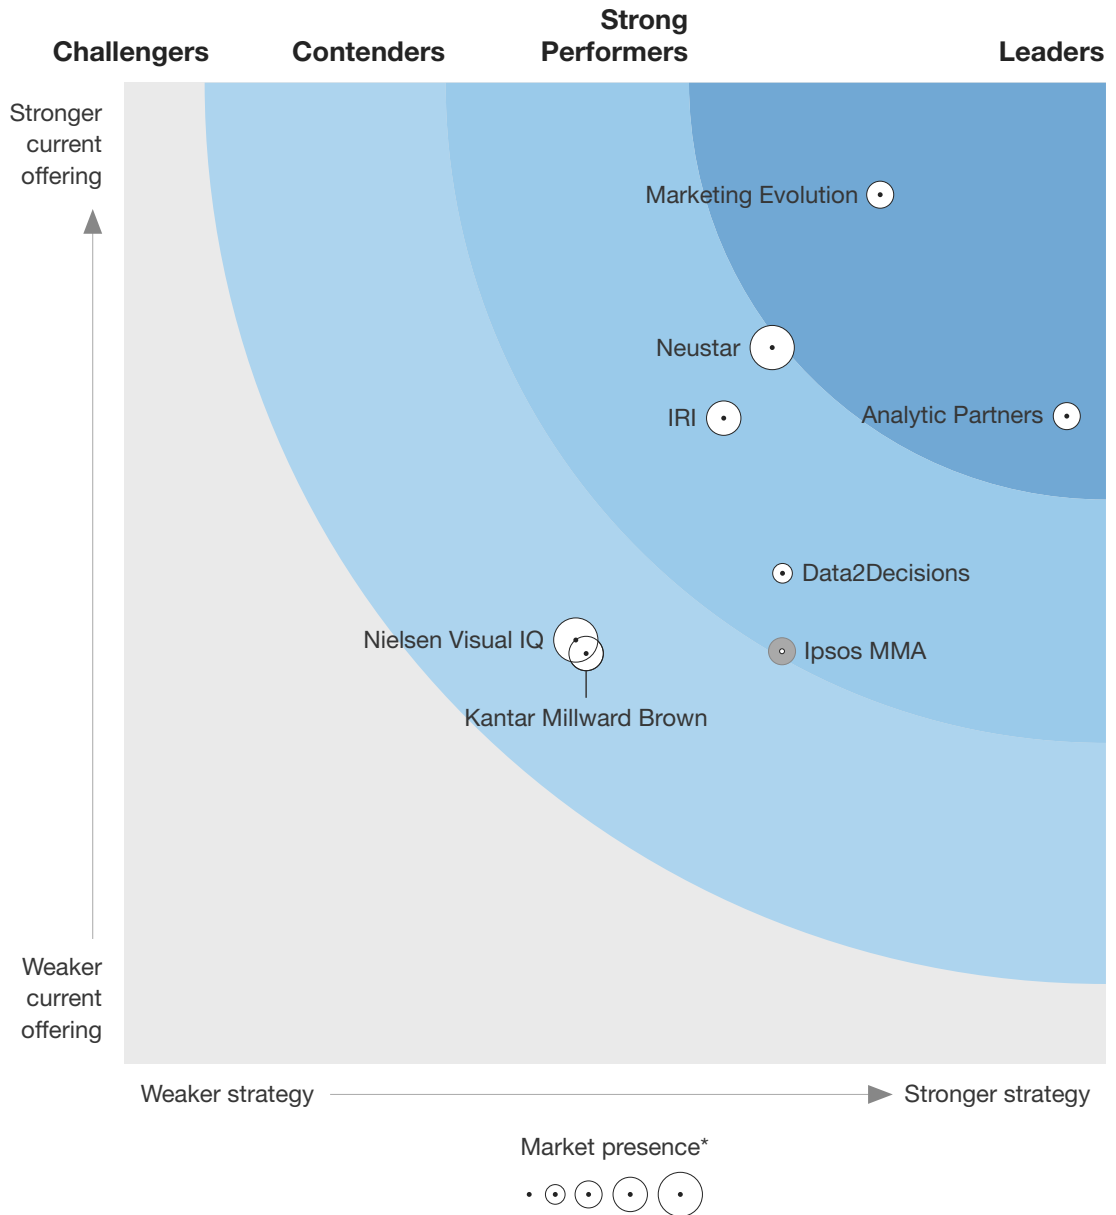 Challengers
Contenders
Strong
Performers
Leaders
Stronger
current
offering
Marketing Evolution
Neustar
IRI
Analytic Partners
Data2Decisions
Nielsen Visual IQ
Ipsos MMA
Kantar Millward Brown
Weaker
current
offering
Weaker strategy
Stronger strategy
Market presence*